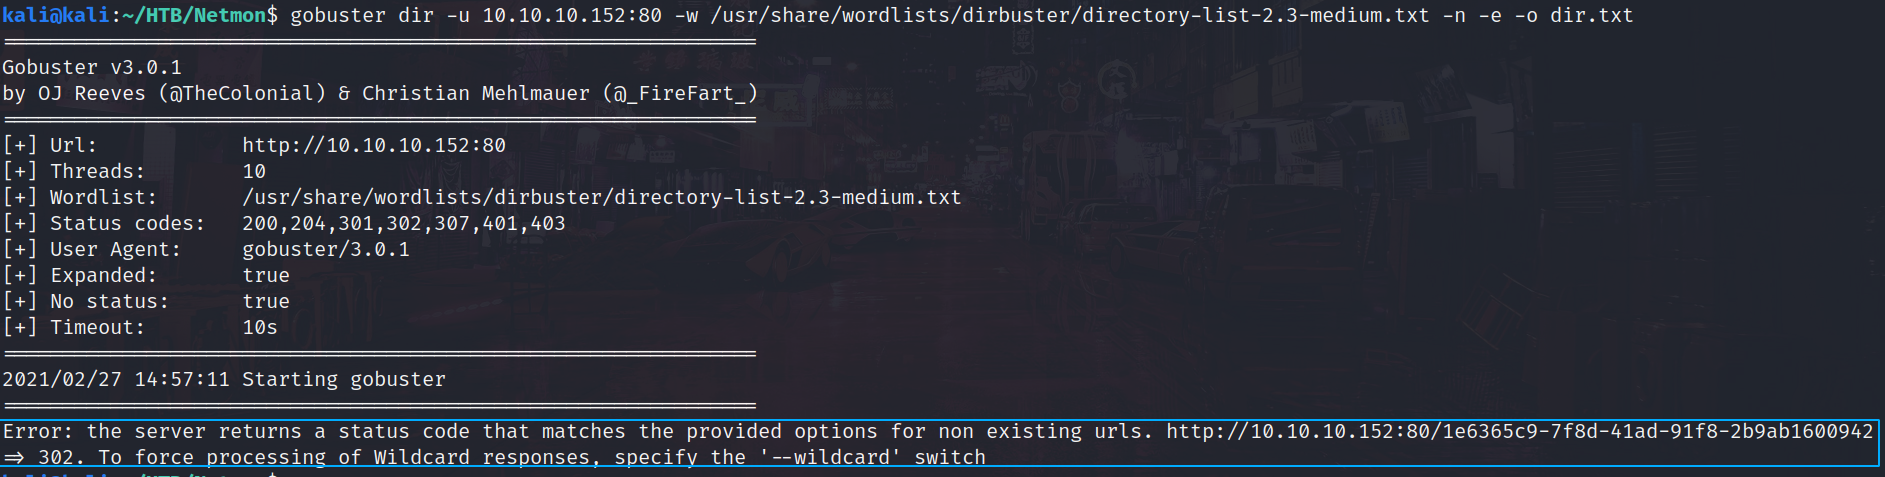 kali@kali:~/HTB/Netmon$ gobuster dir -u 10.10.10.152:80 -w /usr/share/wordlists/dirbuster/directory-list-2.3-medium.txt -n -e -o dir.txt
===============================================================
Gobuster v3.0.1
by OJ Reeves (@TheColonial) & Christian Mehlmauer (@_FireFart_)
===============================================================
[+] Url:            http://10.10.10.152:80
[+] Threads:        10
[+] Wordlist:       /usr/share/wordlists/dirbuster/directory-list-2.3-medium.txt
[+] Status codes:   200,204,301,302,307,401,403
[+] User Agent:     gobuster/3.0.1
[+] Expanded:       true
[+] No status:      true
[+] Timeout:        10s
===============================================================
2021/02/27 14:57:11 Starting gobuster
===============================================================
Error: the server returns a status code that matches the provided options for non existing urls. http://10.10.10.152:80/1e6365c9-7f8d-41ad-91f8-2b9ab1600942
=> 302. To force processing of Wildcard responses, specify the '--wildcard' switch